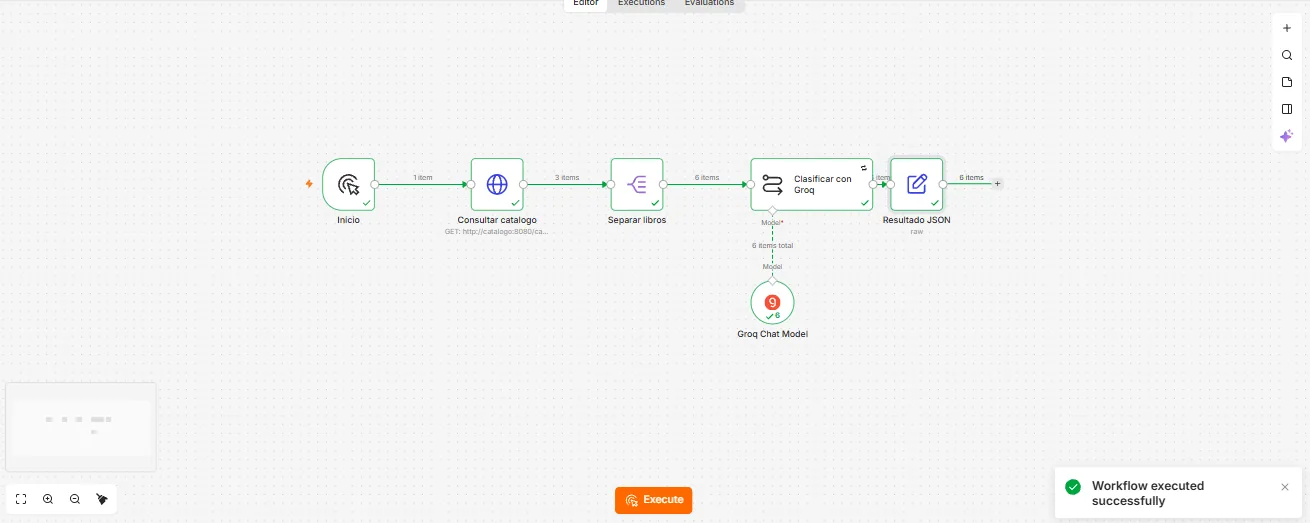 Editor
Executions
Evaluations
1 item
3 items
6 items
item
6 items
Clasificar con
Groq
Inicio
Consultar catalogo
GET: http://catalogo:8080/ca...
Separar libros
Resultado JSON
raw
Model*
6 items total
Model
6
Groq Chat Model
Execute
Workflow executed
successfully